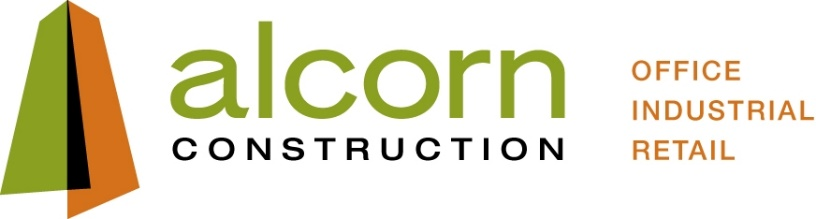 alcorn
CONSTRUCTION
OFFICE
INDUSTRIAL
RETAIL